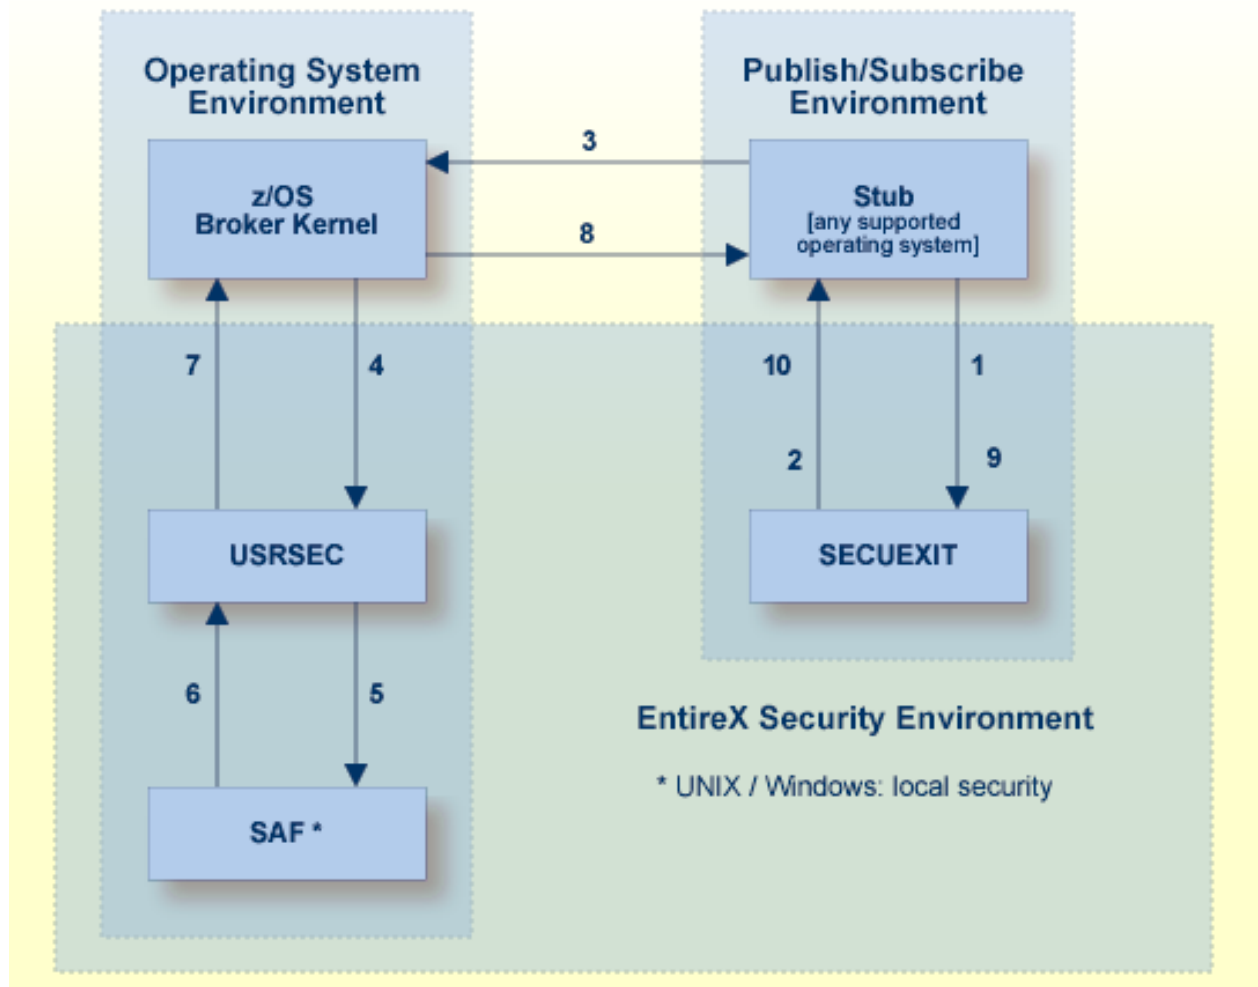 Operating System
Environment
Publish/Subscribe
Environment
3
z/OS
Broker Kernel
Stub
[any supported
operating system]
8
7
4
10
1
2
9
USRSEC
SECUEXIT
6
5
EntireX Security Environment
* UNIX / Windows: local security
SAF *